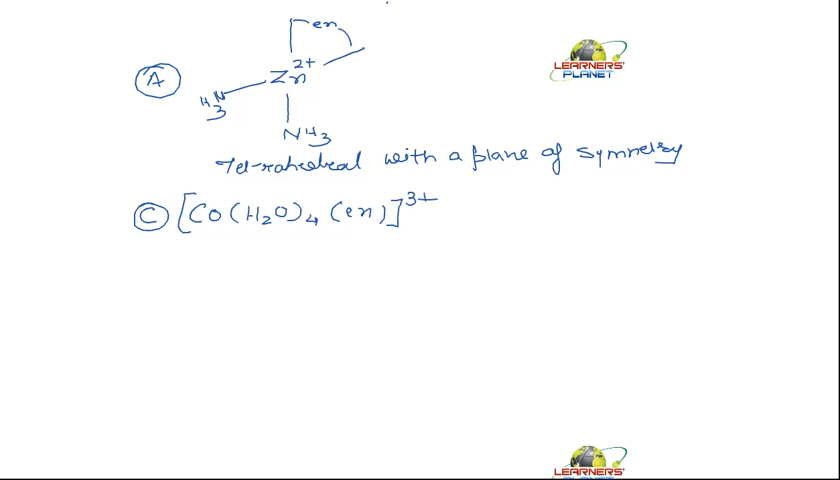 en
LEARNERS'
PLANET
A Zn2+
H3N
NH3
Tetrahedral with a plane of symmetry
C [Co(H2O)4(en)]3+
LEARNERS'
PLANET